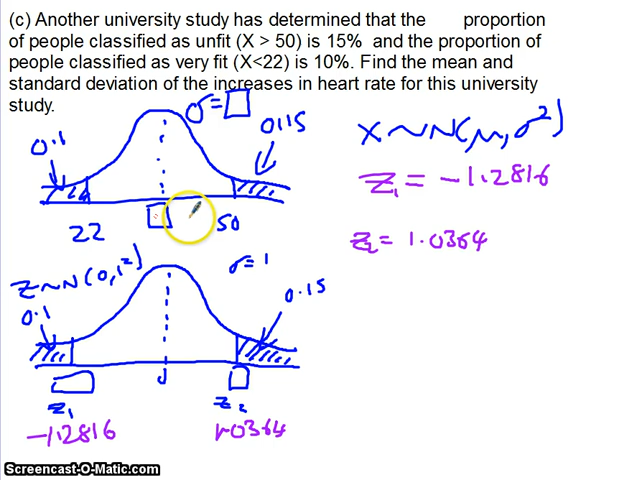 (c) Another university study has determined that the proportion
of people classified as unfit (X > 50) is 15% and the proportion of
people classified as very fit (X<22) is 10%. Find the mean and
standard deviation of the increases in heart rate for this university
study.
σ=
0.1
0.15
X~N(μ,σ²)
Z₁ = -1.2816
22
50
Z₂ = 1.0364
Z~N(0,1²)
σ=1
0.1
0.15
Z₁
Z₂
-1.2816
1.0364
Screencast-O-Matic.com